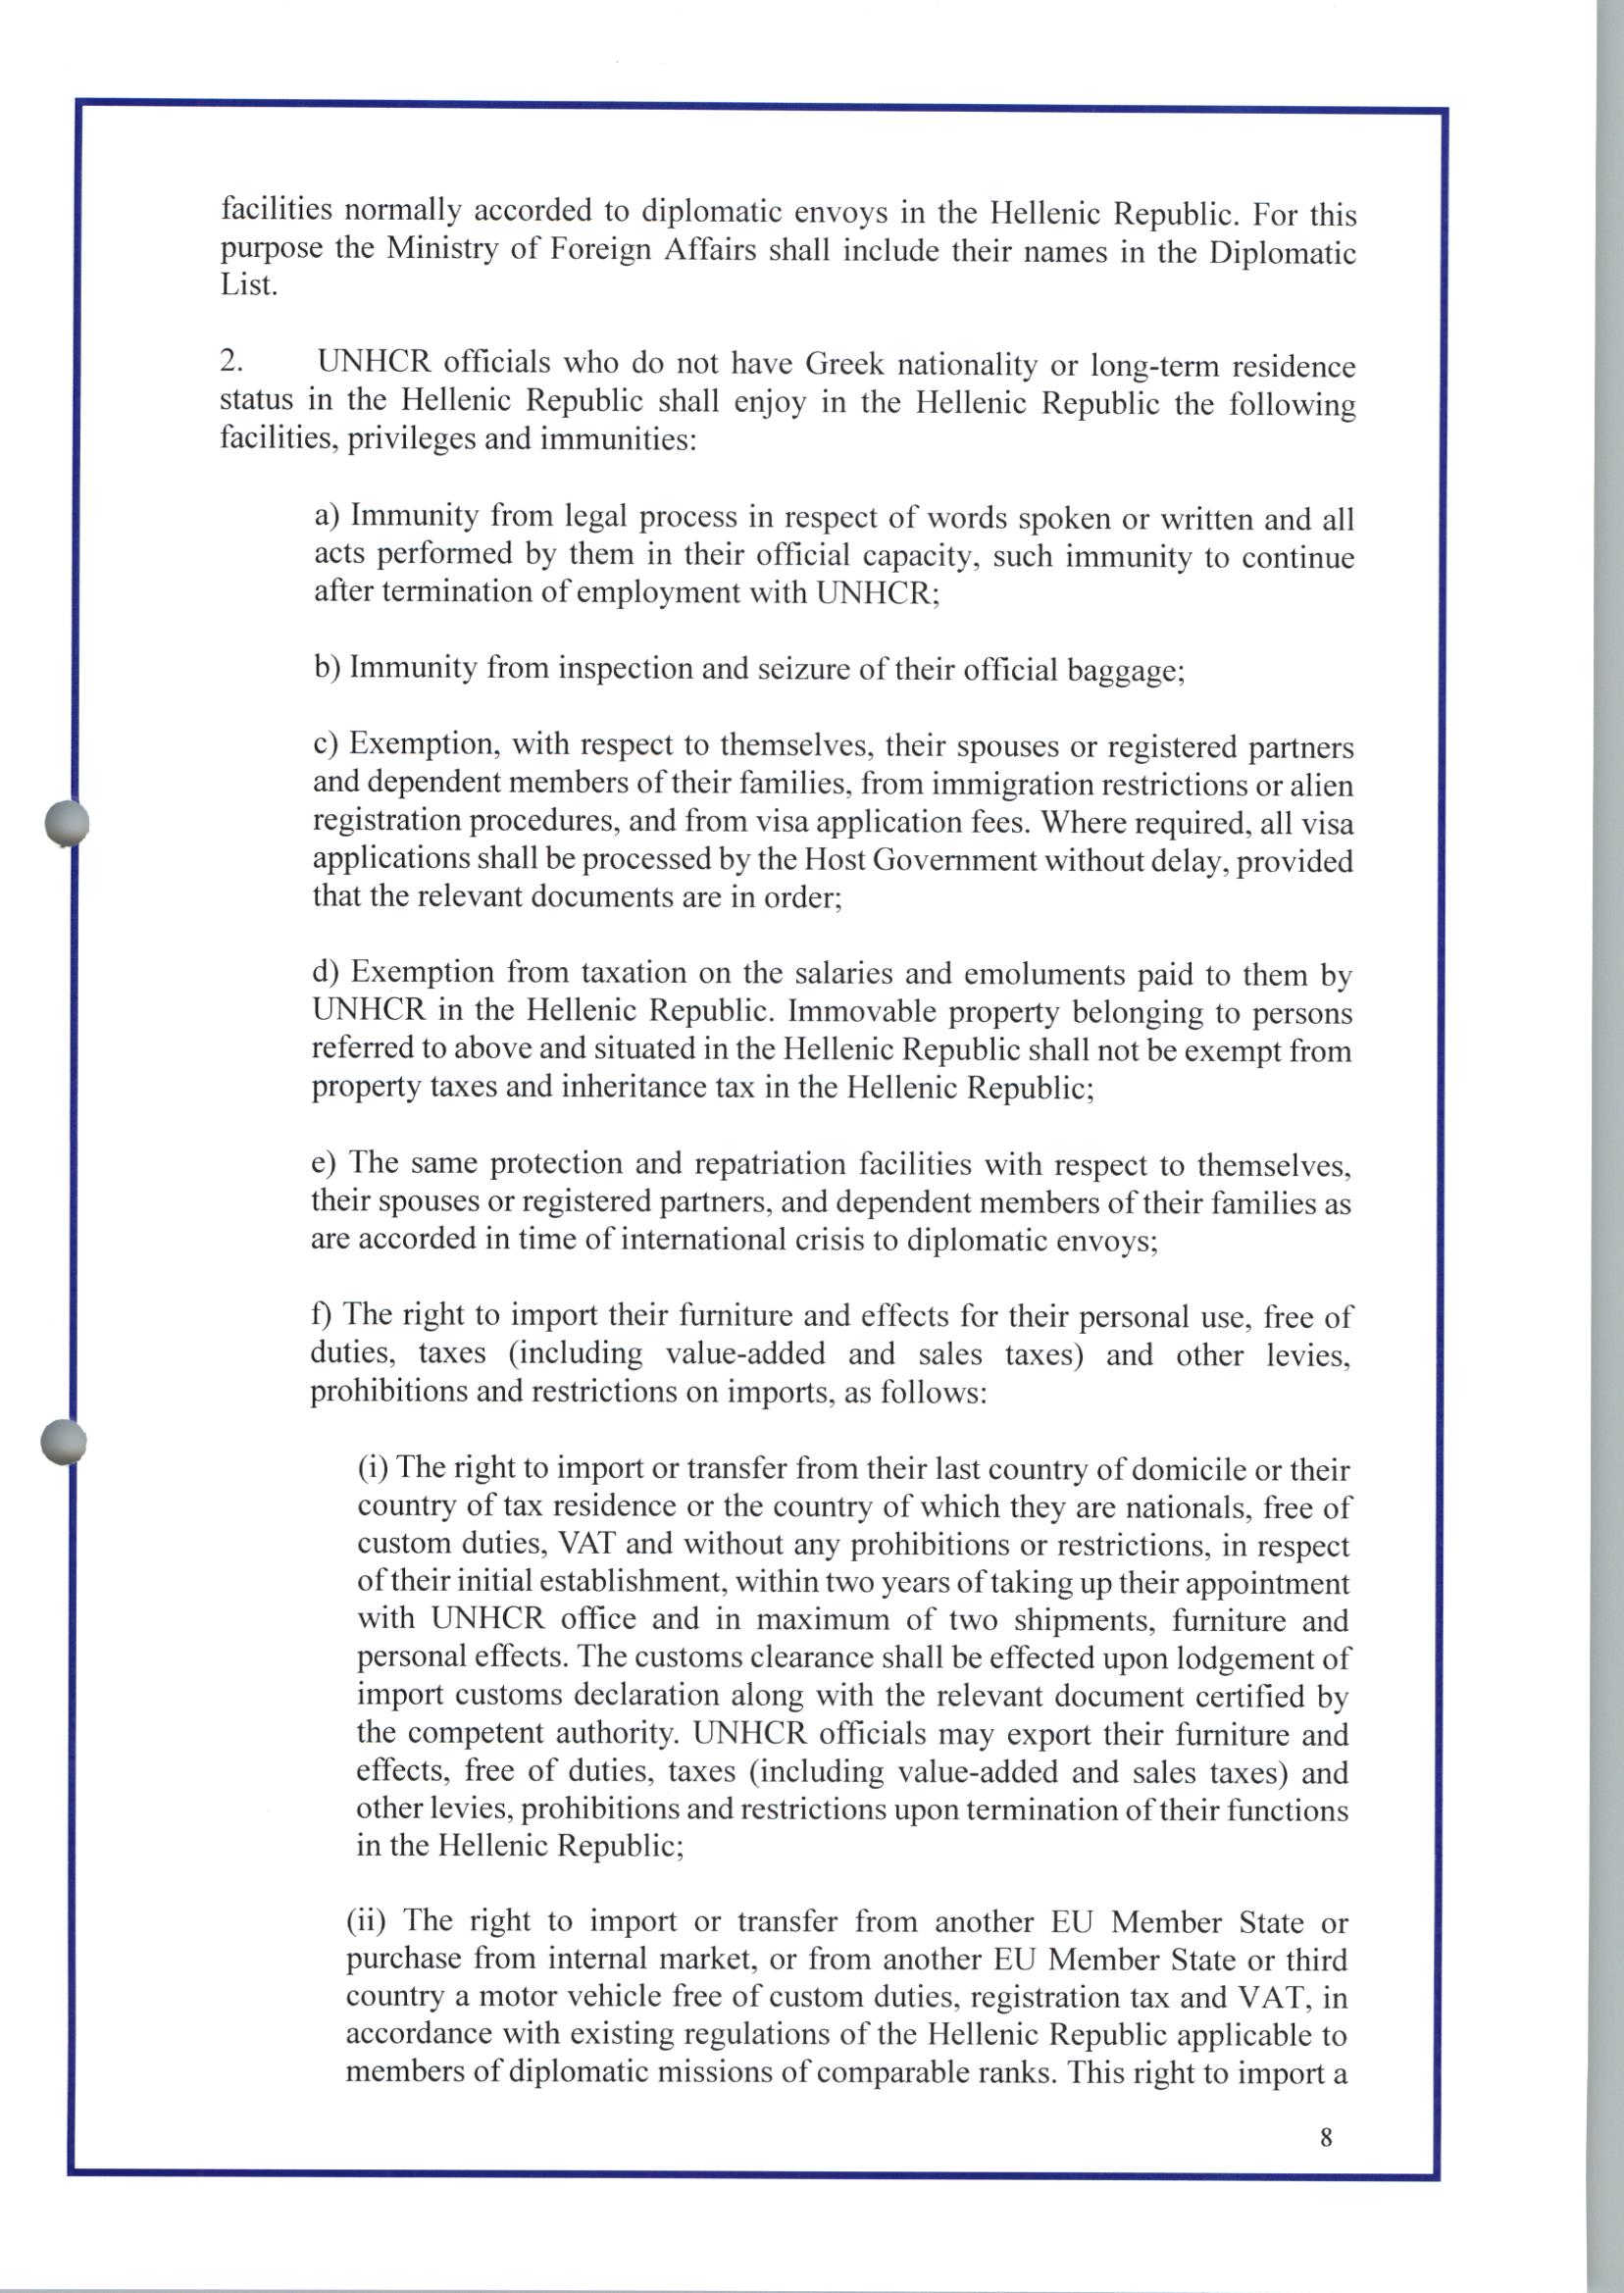 facilities normally accorded to diplomatic envoys in the Hellenic Republic. For this
purpose the Ministry of Foreign Affairs shall include their names in the Diplomatic
List.
2. UNHCR officials who do not have Greek nationality or long-term residence
status in the Hellenic Republic shall enjoy in the Hellenic Republic the following
facilities, privileges and immunities:
a) Immunity from legal process in respect of words spoken or written and all
acts performed by them in their official capacity, such immunity to continue
after termination of employment with UNHCR;
b) Immunity from inspection and seizure of their official baggage;
c) Exemption, with respect to themselves, their spouses or registered partners
and dependent members of their families, from immigration restrictions or alien
registration procedures, and from visa application fees. Where required, all visa
applications shall be processed by the Host Government without delay, provided
that the relevant documents are in order;
d) Exemption from taxation on the salaries and emoluments paid to them by
UNHCR in the Hellenic Republic. Immovable property belonging to persons
referred to above and situated in the Hellenic Republic shall not be exempt from
property taxes and inheritance tax in the Hellenic Republic;
e) The same protection and repatriation facilities with respect to themselves,
their spouses or registered partners, and dependent members of their families as
are accorded in time of international crisis to diplomatic envoys;
f) The right to import their furniture and effects for their personal use, free of
duties, taxes (including value-added and sales taxes) and other levies,
prohibitions and restrictions on imports, as follows:
(i) The right to import or transfer from their last country of domicile or their
country of tax residence or the country of which they are nationals, free of
custom duties, VAT and without any prohibitions or restrictions, in respect
of their initial establishment, within two years of taking up their appointment
with UNHCR office and in maximum of two shipments, furniture and
personal effects. The customs clearance shall be effected upon lodgement of
import customs declaration along with the relevant document certified by
the competent authority. UNHCR officials may export their furniture and
effects, free of duties, taxes (including value-added and sales taxes) and
other levies, prohibitions and restrictions upon termination of their functions
in the Hellenic Republic;
(ii) The right to import or transfer from another EU Member State or
purchase from internal market, or from another EU Member State or third
country a motor vehicle free of custom duties, registration tax and VAT, in
accordance with existing regulations of the Hellenic Republic applicable to
members of diplomatic missions of comparable ranks. This right to import a
8